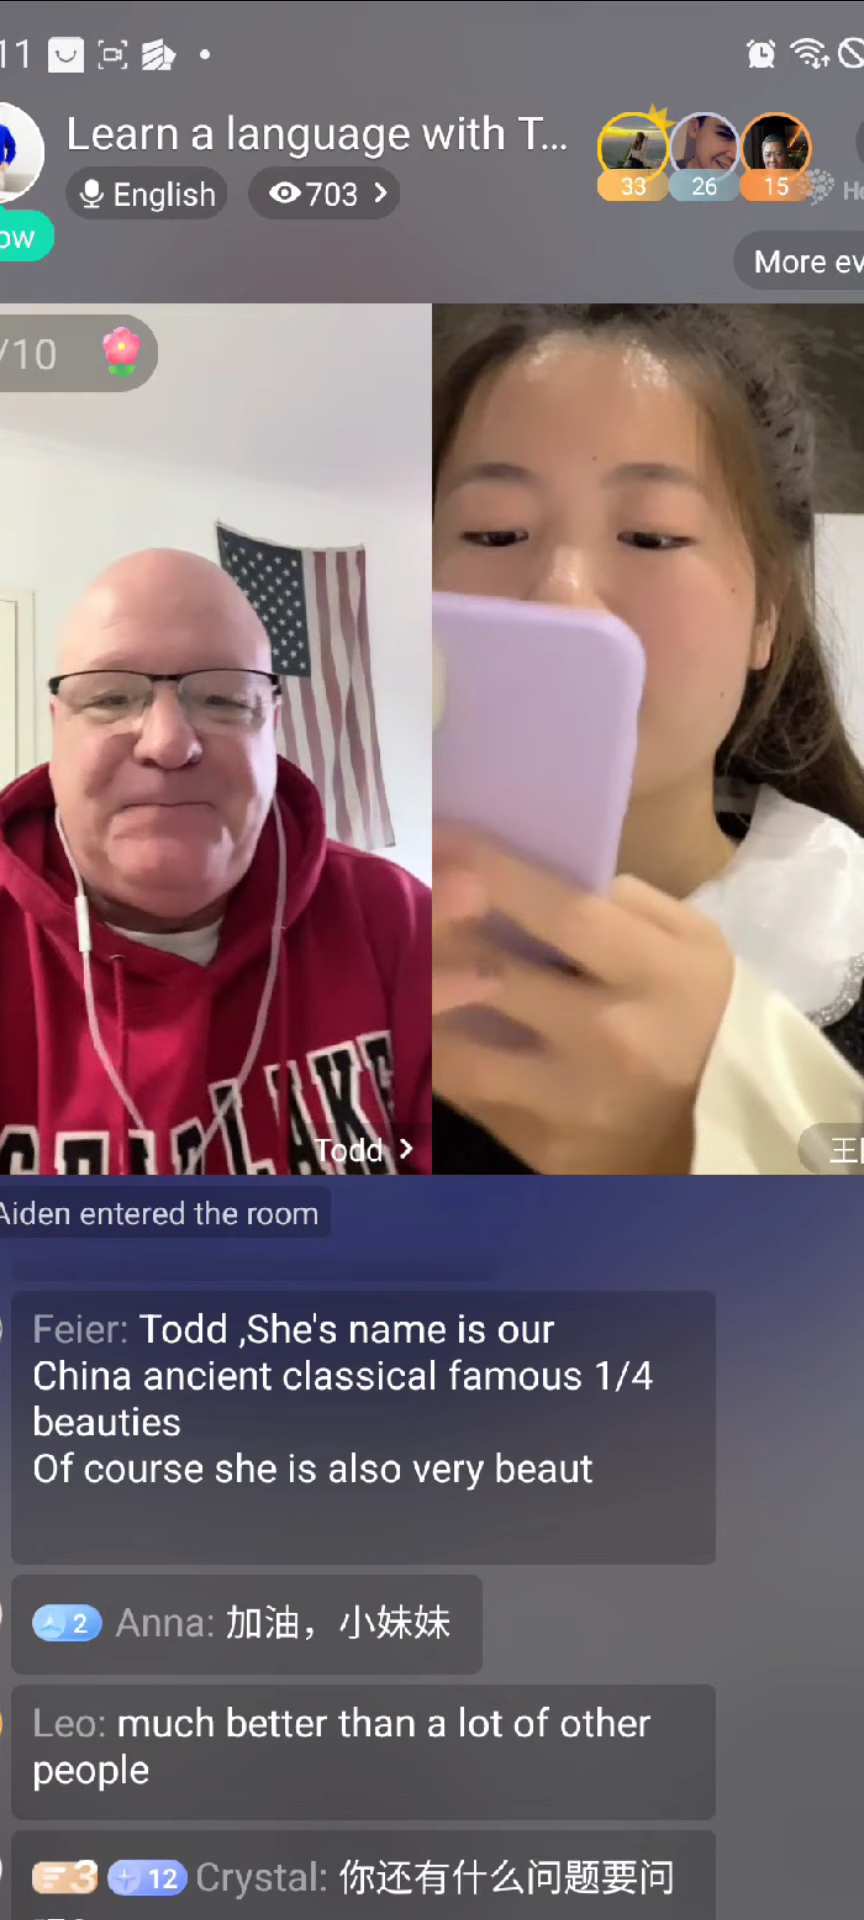 11
Learn a language with T...
English
703
33
26
15
He
ow
More ev
/10
Todd
王
Aiden entered the room
Feier: Todd ,She's name is our
China ancient classical famous 1/4
beauties
Of course she is also very beaut
2 Anna: 加油，小妹妹
Leo: much better than a lot of other
people
3 12 Crystal: 你还有什么问题要问